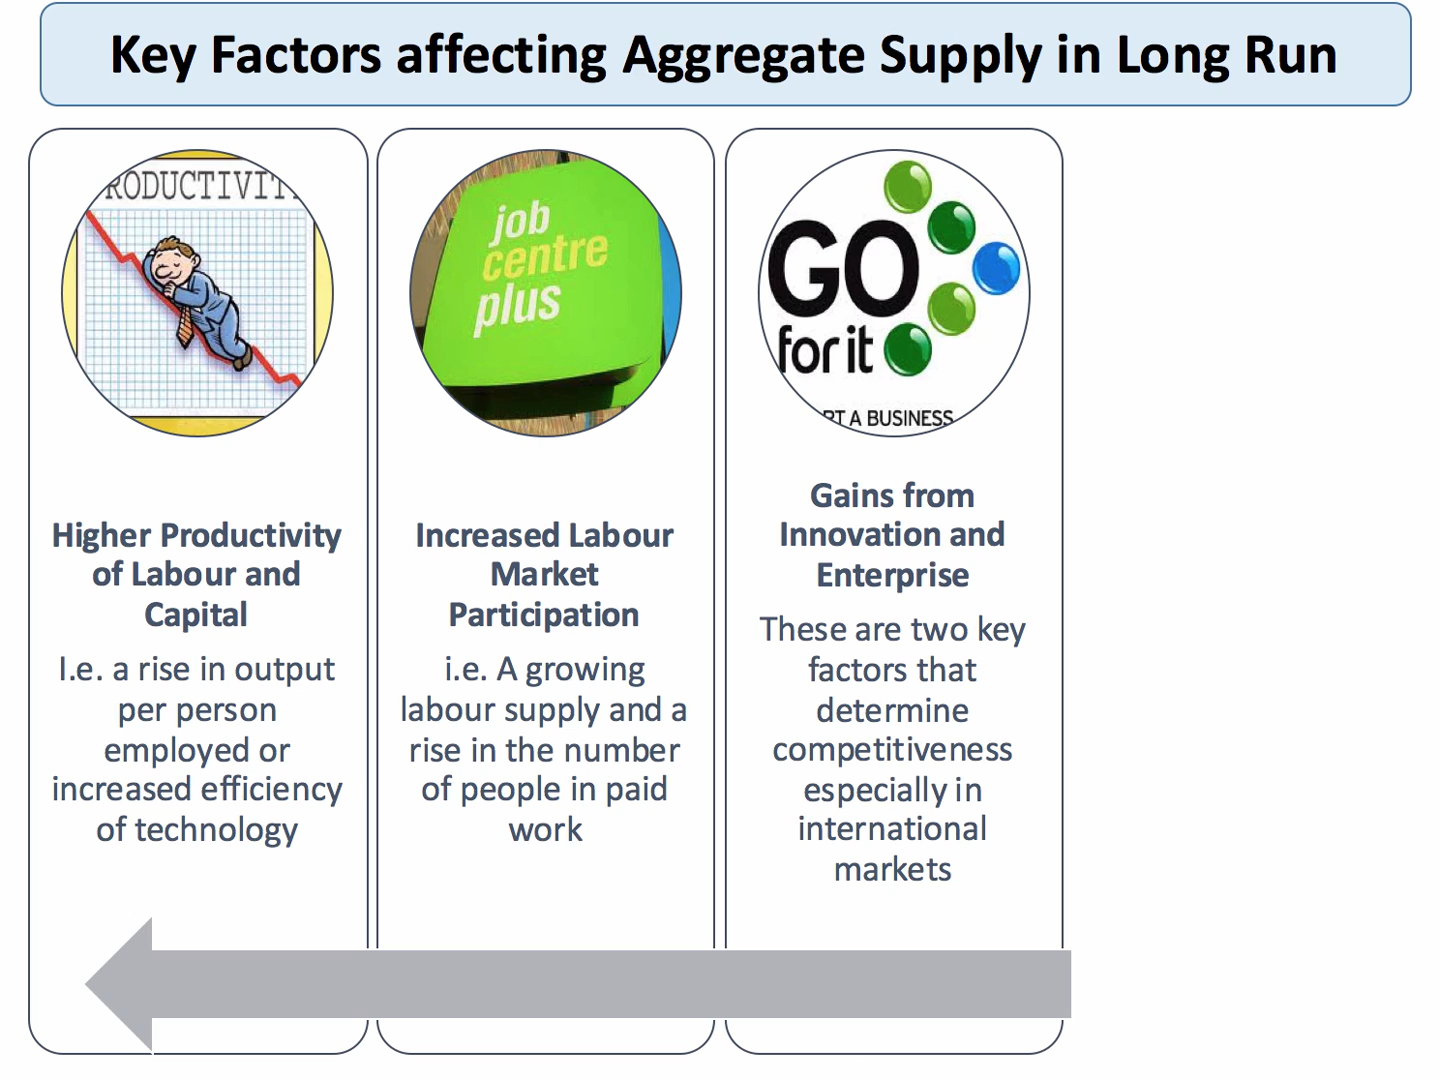 Key Factors affecting Aggregate Supply in Long Run
RODUCTIVIT
job
centre
plus
GO
for it
RT A BUSINESS
Higher Productivity
of Labour and
Capital
I.e. a rise in output
per person
employed or
increased efficiency
of technology
Increased Labour
Market
Participation
i.e. A growing
labour supply and a
rise in the number
of people in paid
work
Gains from
Innovation and
Enterprise
These are two key
factors that
determine
competitiveness
especially in
international
markets